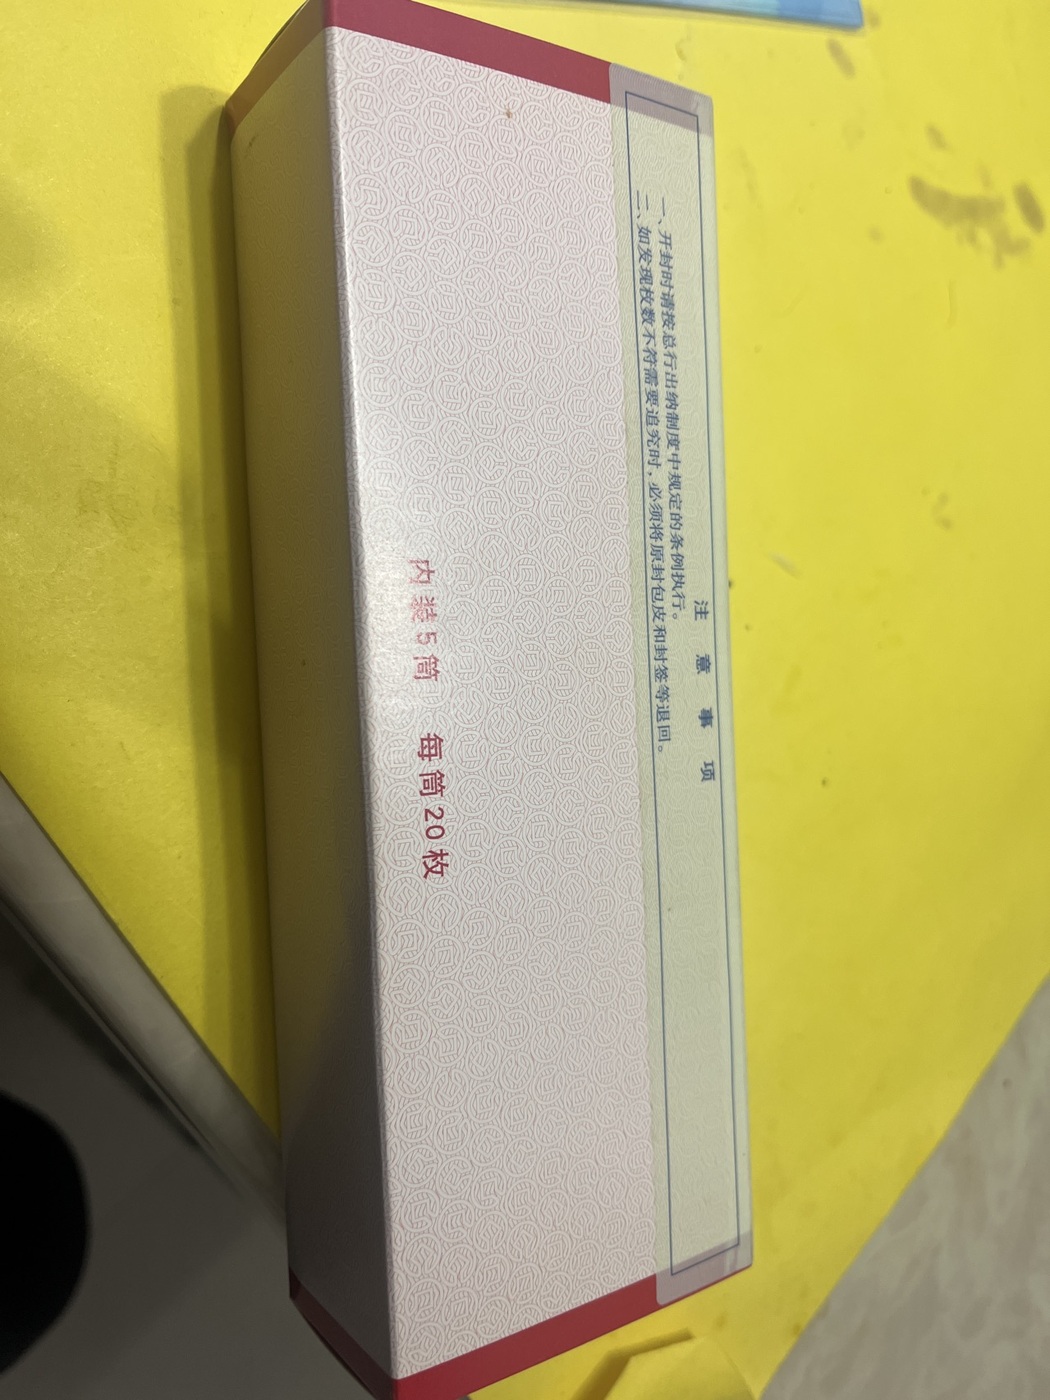 注意事项
一、开封时请按总行出纳制度中规定的条例执行。
二、如发现枚数不符需要追究时，必须将原封包皮和封签等退回。
内装5筒 每筒20枚